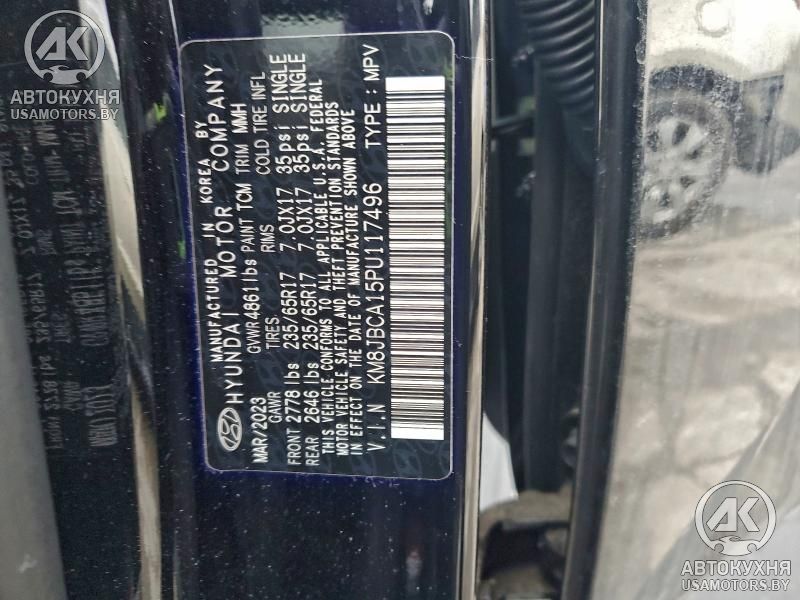 АК
АВТОКУХНЯ
USAMOTORS.BY
MANUFACTURED IN KOREA BY
HYUNDAI MOTOR COMPANY
MAR/2023 GVWR 4861 lbs PAINT TCM TRIM MMH
GAWR TIRES RIMS COLD TIRE INFL
FRONT 2778 lbs 235/65R17 7.0JX17 35psi SINGLE
REAR 2646 lbs 235/65R17 7.0JX17 35psi SINGLE
THIS VEHICLE CONFORMS TO ALL APPLICABLE U.S.A. FEDERAL
MOTOR VEHICLE SAFETY AND THEFT PREVENTION STANDARDS
IN EFFECT ON THE DATE OF MANUFACTURE SHOWN ABOVE
V.I.N KM8JBCA15PU117496 TYPE : MPV
АК
АВТОКУХНЯ
USAMOTORS.BY